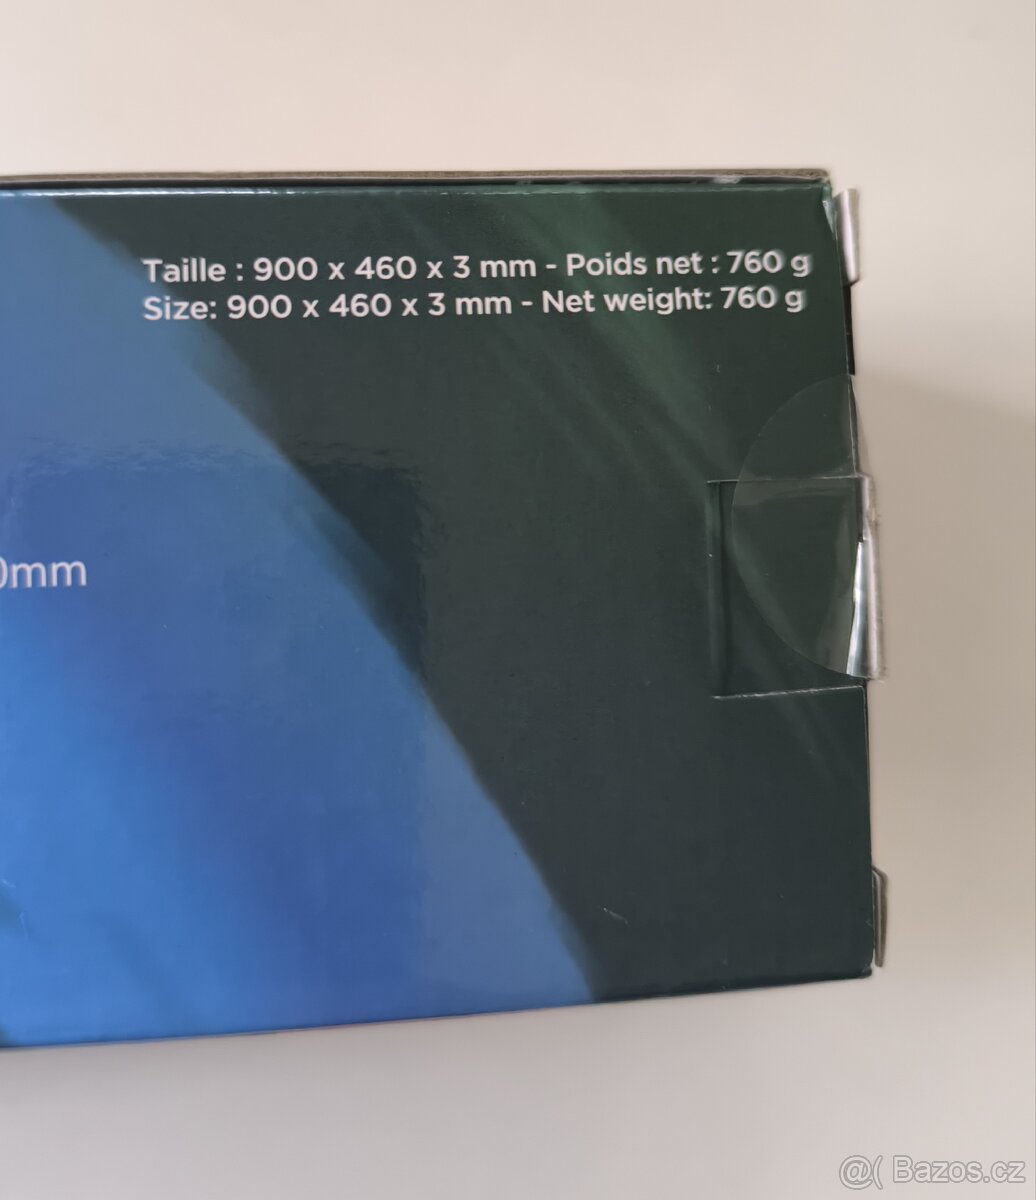 Taille : 900 x 460 x 3 mm - Poids net : 760 g
Size: 900 x 460 x 3 mm - Net weight: 760 g
0mm
@( Bazos.cz